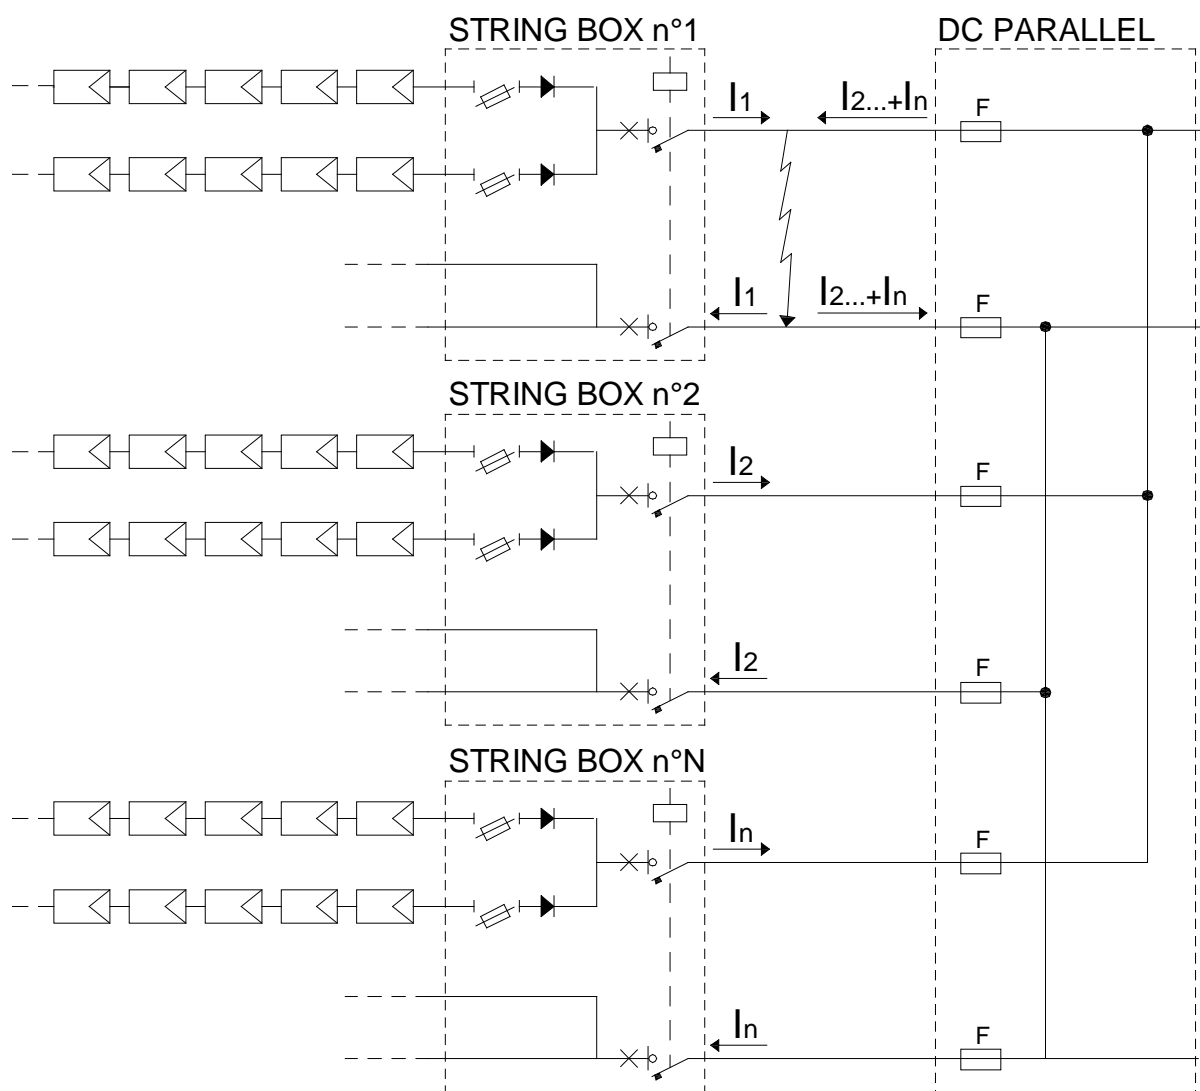 STRING BOX n°1
DC PARALLEL
I1
I2...+In
F
I1
I2...+In
F
STRING BOX n°2
I2
F
I2
F
STRING BOX n°N
In
F
In
F